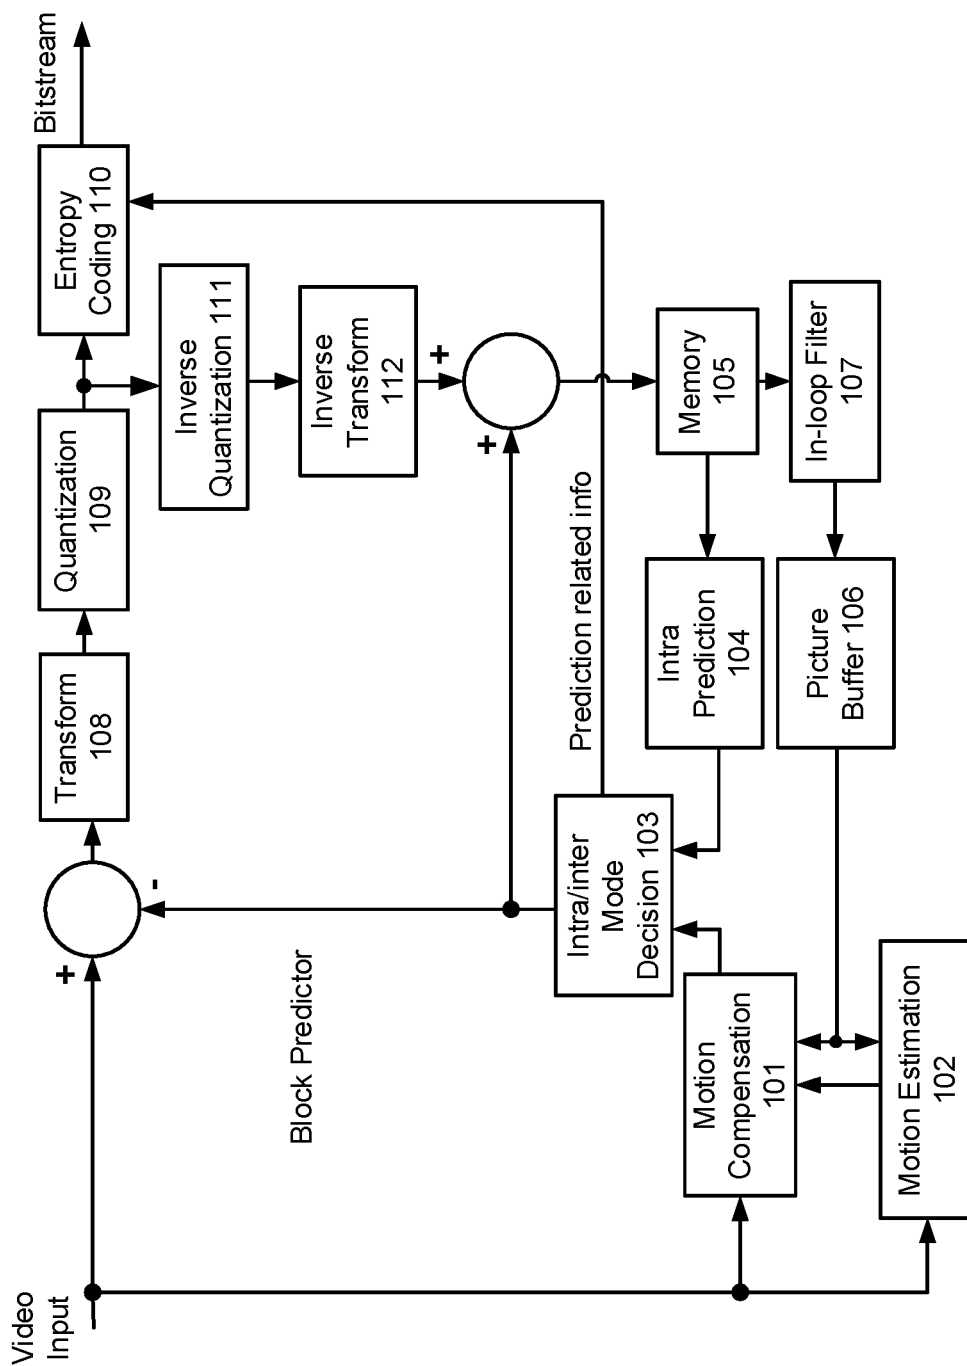 Video
Input
+
-
Transform
108
Quantization
109
Entropy
Coding 110
Bitstream
Inverse
Quantization 111
Inverse
Transform
112
+
+
Block Predictor
Prediction related info
Intra/inter
Mode
Decision 103
Memory
105
In-loop Filter
107
Intra
Prediction
104
Picture
Buffer 106
Motion
Compensation
101
Motion Estimation
102